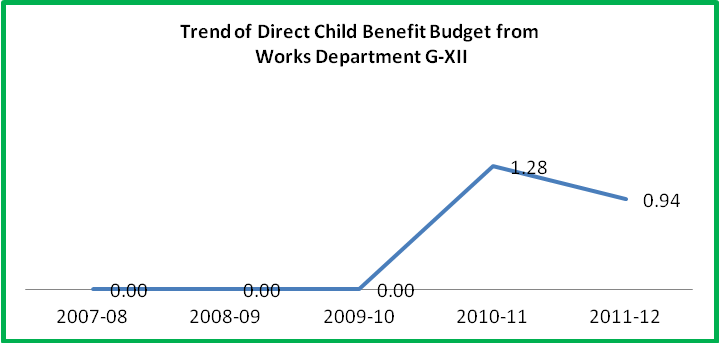 Trend of Direct Child Benefit Budget from
Works Department G-XII
1.28
0.94
0.00 0.00 0.00
2007-08 2008-09 2009-10 2010-11 2011-12